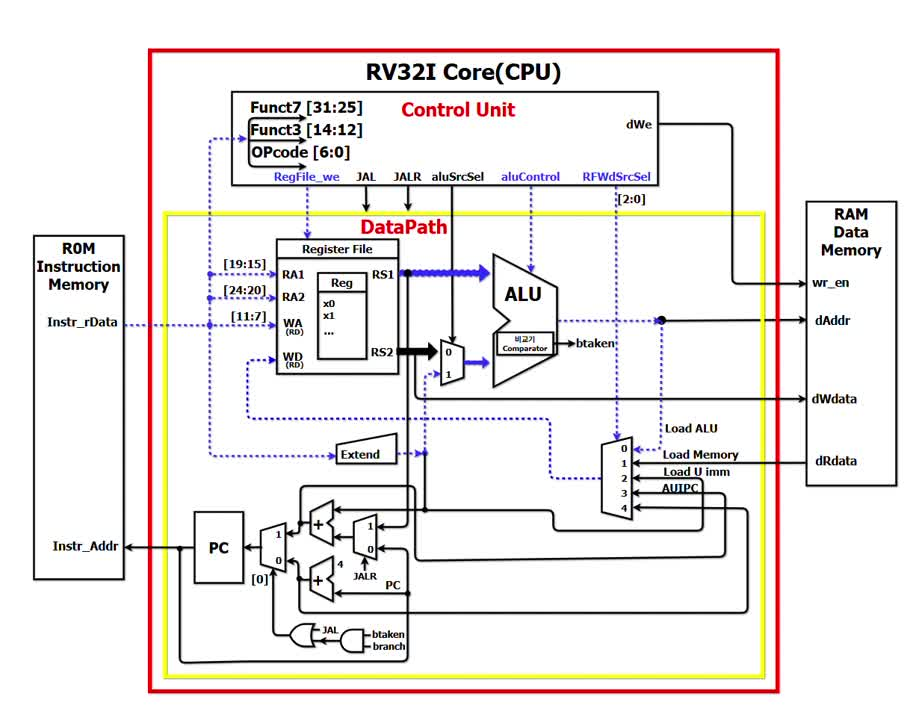 RV32I Core(CPU)
Funct7 [31:25]
Control Unit
Funct3 [14:12]
OPcode [6:0]
dWe
RegFile_we
JAL
JALR
aluSrcSel
aluControl
RFWdSrcSel
[2:0]
DataPath
ROM
Instruction
Memory
Instr_rData
Instr_Addr
RAM
Data
Memory
wr_en
dAddr
dWdata
dRdata
Register File
[19:15]
RA1
RS1
[24:20]
RA2
[11:7]
WA
(RD)
WD
(RD)
RS2
Reg
x0
x1
...
ALU
비교기
Comparator
btaken
0
1
Extend
Load ALU
0
1
Load Memory
2
Load U imm
3
AUIPC
4
PC
1
0
[0]
+
+
4
1
0
JALR
PC
JAL
btaken
branch